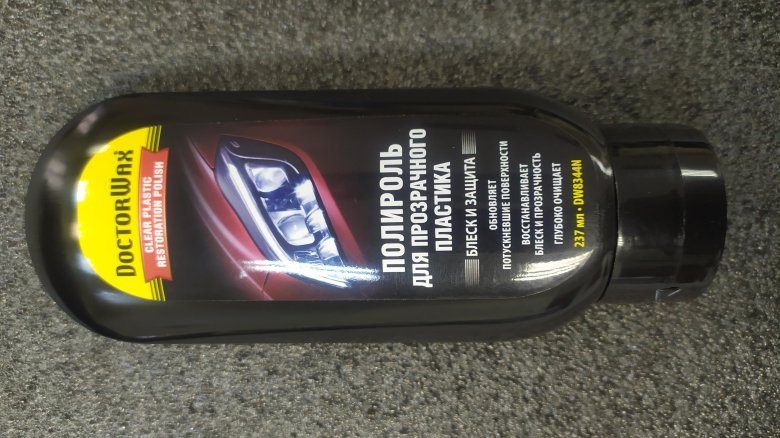 DOCTORWAX
CLEAR PLASTIC
RESTORATION POLISH
ПОЛИРОЛЬ
ДЛЯ ПРОЗРАЧНОГО
ПЛАСТИКА
БЛЕСК И ЗАЩИТА
ОБНОВЛЯЕТ
ПОТУСКНЕВШИЕ ПОВЕРХНОСТИ
ВОССТАНАВЛИВАЕТ
БЛЕСК И ПРОЗРАЧНОСТЬ
ГЛУБОКО ОЧИЩАЕТ
237 мл • DW8344N